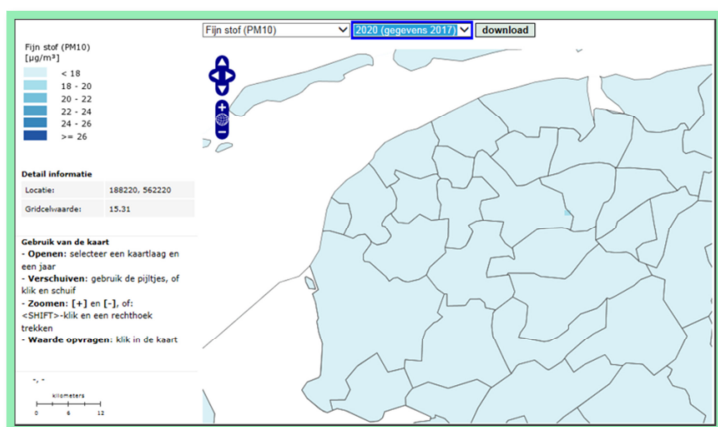 Fijn stof (PM10)
2020 (gegevens 2017)
download
Fijn stof (PM10)
[µg/m³]
< 18
18 - 20
20 - 22
22 - 24
24 - 26
>= 26
Detail informatie
Locatie: 188220, 562220
Gridcelwaarde: 15.31
Gebruik van de kaart
- Openen: selecteer een kaartlaag en
een jaar
- Verschuiven: gebruik de pijltjes, of
klik en schuif
- Zoomen: [+] en [-], of:
<SHIFT>-klik en een rechthoek
trekken
- Waarde opvragen: klik in de kaart
-, -
kilometers
0 6 12